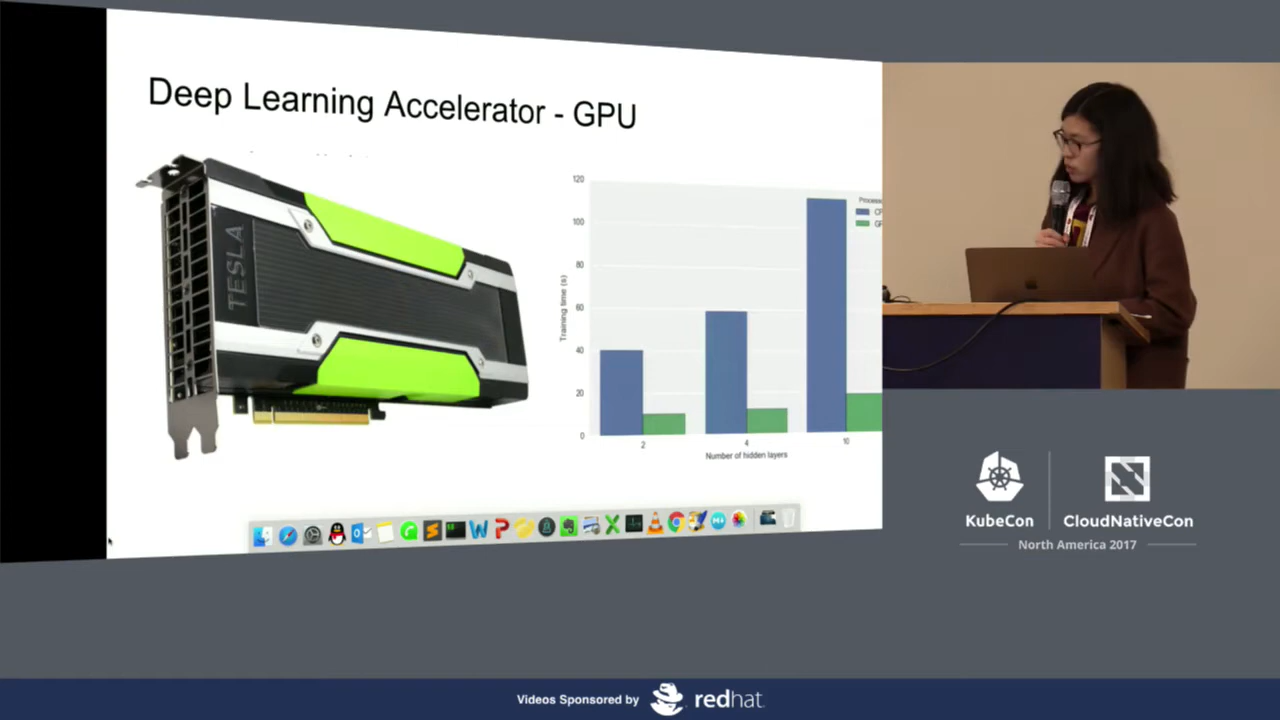 Deep Learning Accelerator - GPU
TESLA
120
100
80
60
40
20
0
Training time (s)
2
4
10
Number of hidden layers
KubeCon
CloudNativeCon
North America 2017
Videos Sponsored by
redhat